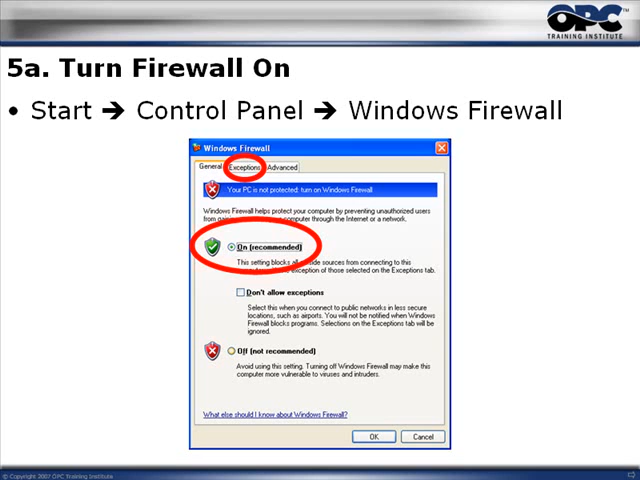 OPC
TRAINING INSTITUTE
5a. Turn Firewall On
• Start ➔ Control Panel ➔ Windows Firewall
Windows Firewall
General Exceptions Advanced
Your PC is not protected: turn on Windows Firewall
Windows Firewall helps protect your computer by preventing unauthorized users
from through the Internet or a network.
On (recommended)
This setting blocks all outside sources from connecting to this
exception of those selected on the Exceptions tab.
Don't allow exceptions
Select this when you connect to public networks in less secure
locations, such as airports. You will not be notified when Windows
Firewall blocks programs. Selections on the Exceptions tab will be
ignored.
Off (not recommended)
Avoid using this setting. Turning off Windows Firewall may make this
computer more vulnerable to viruses and intruders.
What else should I know about Windows Firewall?
OK Cancel
© Copyright 2007 OPC Training Institute